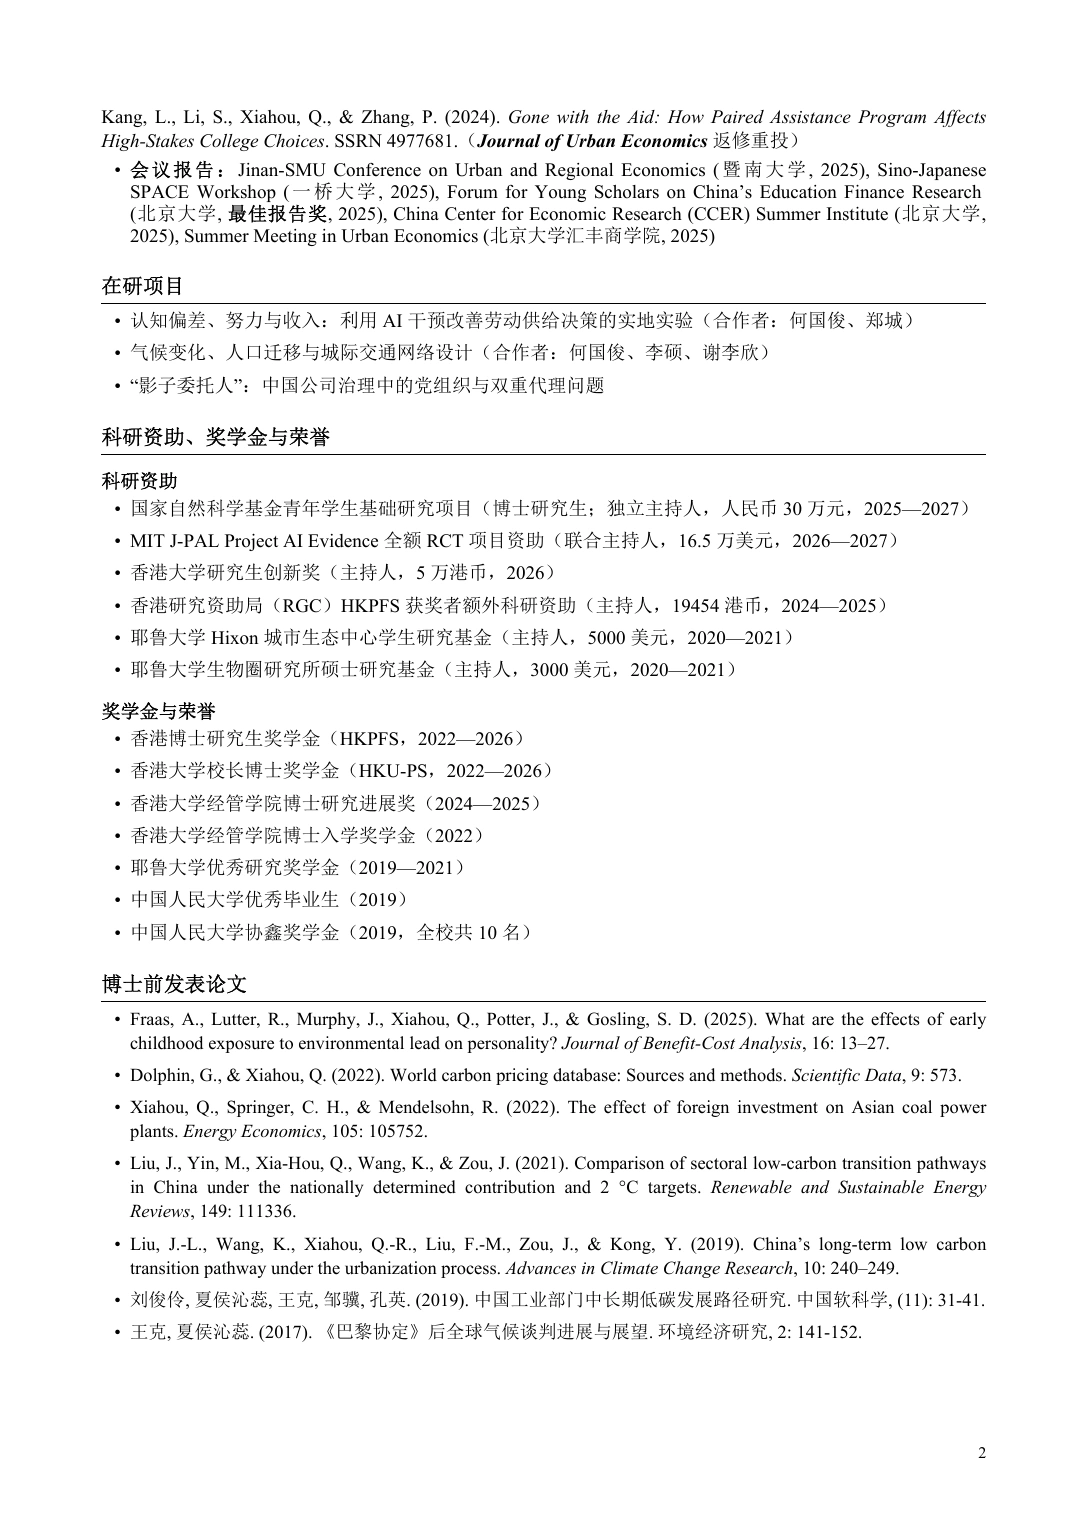 Kang, L., Li, S., Xiahou, Q., & Zhang, P. (2024). Gone with the Aid: How Paired Assistance Program Affects
High-Stakes College Choices. SSRN 4977681.（Journal of Urban Economics 返修重投）
• 会议报告：Jinan-SMU Conference on Urban and Regional Economics (暨南大学, 2025), Sino-Japanese
SPACE Workshop (一桥大学, 2025), Forum for Young Scholars on China’s Education Finance Research
(北京大学, 最佳报告奖, 2025), China Center for Economic Research (CCER) Summer Institute (北京大学,
2025), Summer Meeting in Urban Economics (北京大学汇丰商学院, 2025)
在研项目
• 认知偏差、努力与收入：利用 AI 干预改善劳动供给决策的实地实验（合作者：何国俊、郑城）
• 气候变化、人口迁移与城际交通网络设计（合作者：何国俊、李硕、谢李欣）
• “影子委托人”：中国公司治理中的党组织与双重代理问题
科研资助、奖学金与荣誉
科研资助
• 国家自然科学基金青年学生基础研究项目（博士研究生；独立主持人，人民币 30 万元，2025—2027）
• MIT J-PAL Project AI Evidence 全额 RCT 项目资助（联合主持人，16.5 万美元，2026—2027）
• 香港大学研究生创新奖（主持人，5 万港币，2026）
• 香港研究资助局（RGC）HKPFS 获奖者额外科研资助（主持人，19454 港币，2024—2025）
• 耶鲁大学 Hixon 城市生态中心学生研究基金（主持人，5000 美元，2020—2021）
• 耶鲁大学生物圈研究所硕士研究基金（主持人，3000 美元，2020—2021）
奖学金与荣誉
• 香港博士研究生奖学金（HKPFS，2022—2026）
• 香港大学校长博士奖学金（HKU-PS，2022—2026）
• 香港大学经管学院博士研究进展奖（2024—2025）
• 香港大学经管学院博士入学奖学金（2022）
• 耶鲁大学优秀研究奖学金（2019—2021）
• 中国人民大学优秀毕业生（2019）
• 中国人民大学协鑫奖学金（2019，全校共 10 名）
博士前发表论文
• Fraas, A., Lutter, R., Murphy, J., Xiahou, Q., Potter, J., & Gosling, S. D. (2025). What are the effects of early
childhood exposure to environmental lead on personality? Journal of Benefit-Cost Analysis, 16: 13–27.
• Dolphin, G., & Xiahou, Q. (2022). World carbon pricing database: Sources and methods. Scientific Data, 9: 573.
• Xiahou, Q., Springer, C. H., & Mendelsohn, R. (2022). The effect of foreign investment on Asian coal power
plants. Energy Economics, 105: 105752.
• Liu, J., Yin, M., Xia-Hou, Q., Wang, K., & Zou, J. (2021). Comparison of sectoral low-carbon transition pathways
in China under the nationally determined contribution and 2 °C targets. Renewable and Sustainable Energy
Reviews, 149: 111336.
• Liu, J.-L., Wang, K., Xiahou, Q.-R., Liu, F.-M., Zou, J., & Kong, Y. (2019). China’s long-term low carbon
transition pathway under the urbanization process. Advances in Climate Change Research, 10: 240–249.
• 刘俊伶, 夏侯沁蕊, 王克, 邹骥, 孔英. (2019). 中国工业部门中长期低碳发展路径研究. 中国软科学, (11): 31-41.
• 王克, 夏侯沁蕊. (2017). 《巴黎协定》后全球气候谈判进展与展望. 环境经济研究, 2: 141-152.
2